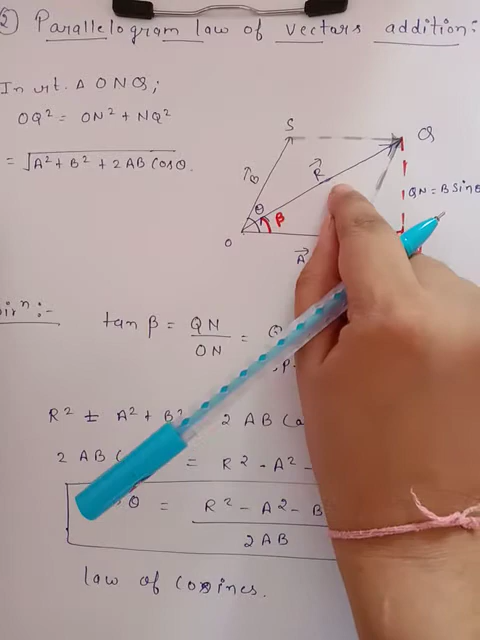 ② Parallelogram law of vectors addition:
In rt. Δ ONQ;
OQ² = ON² + NQ²
= √A² + B² + 2AB Cosθ.
S
Q
R
B
θ
β
O
A
QN = B Sinθ
tan β = QN / ON =
R² = A² + B² 2 AB
2 AB = R² - A² -
θ = R² - A² - B / 2AB
law of Cosines.